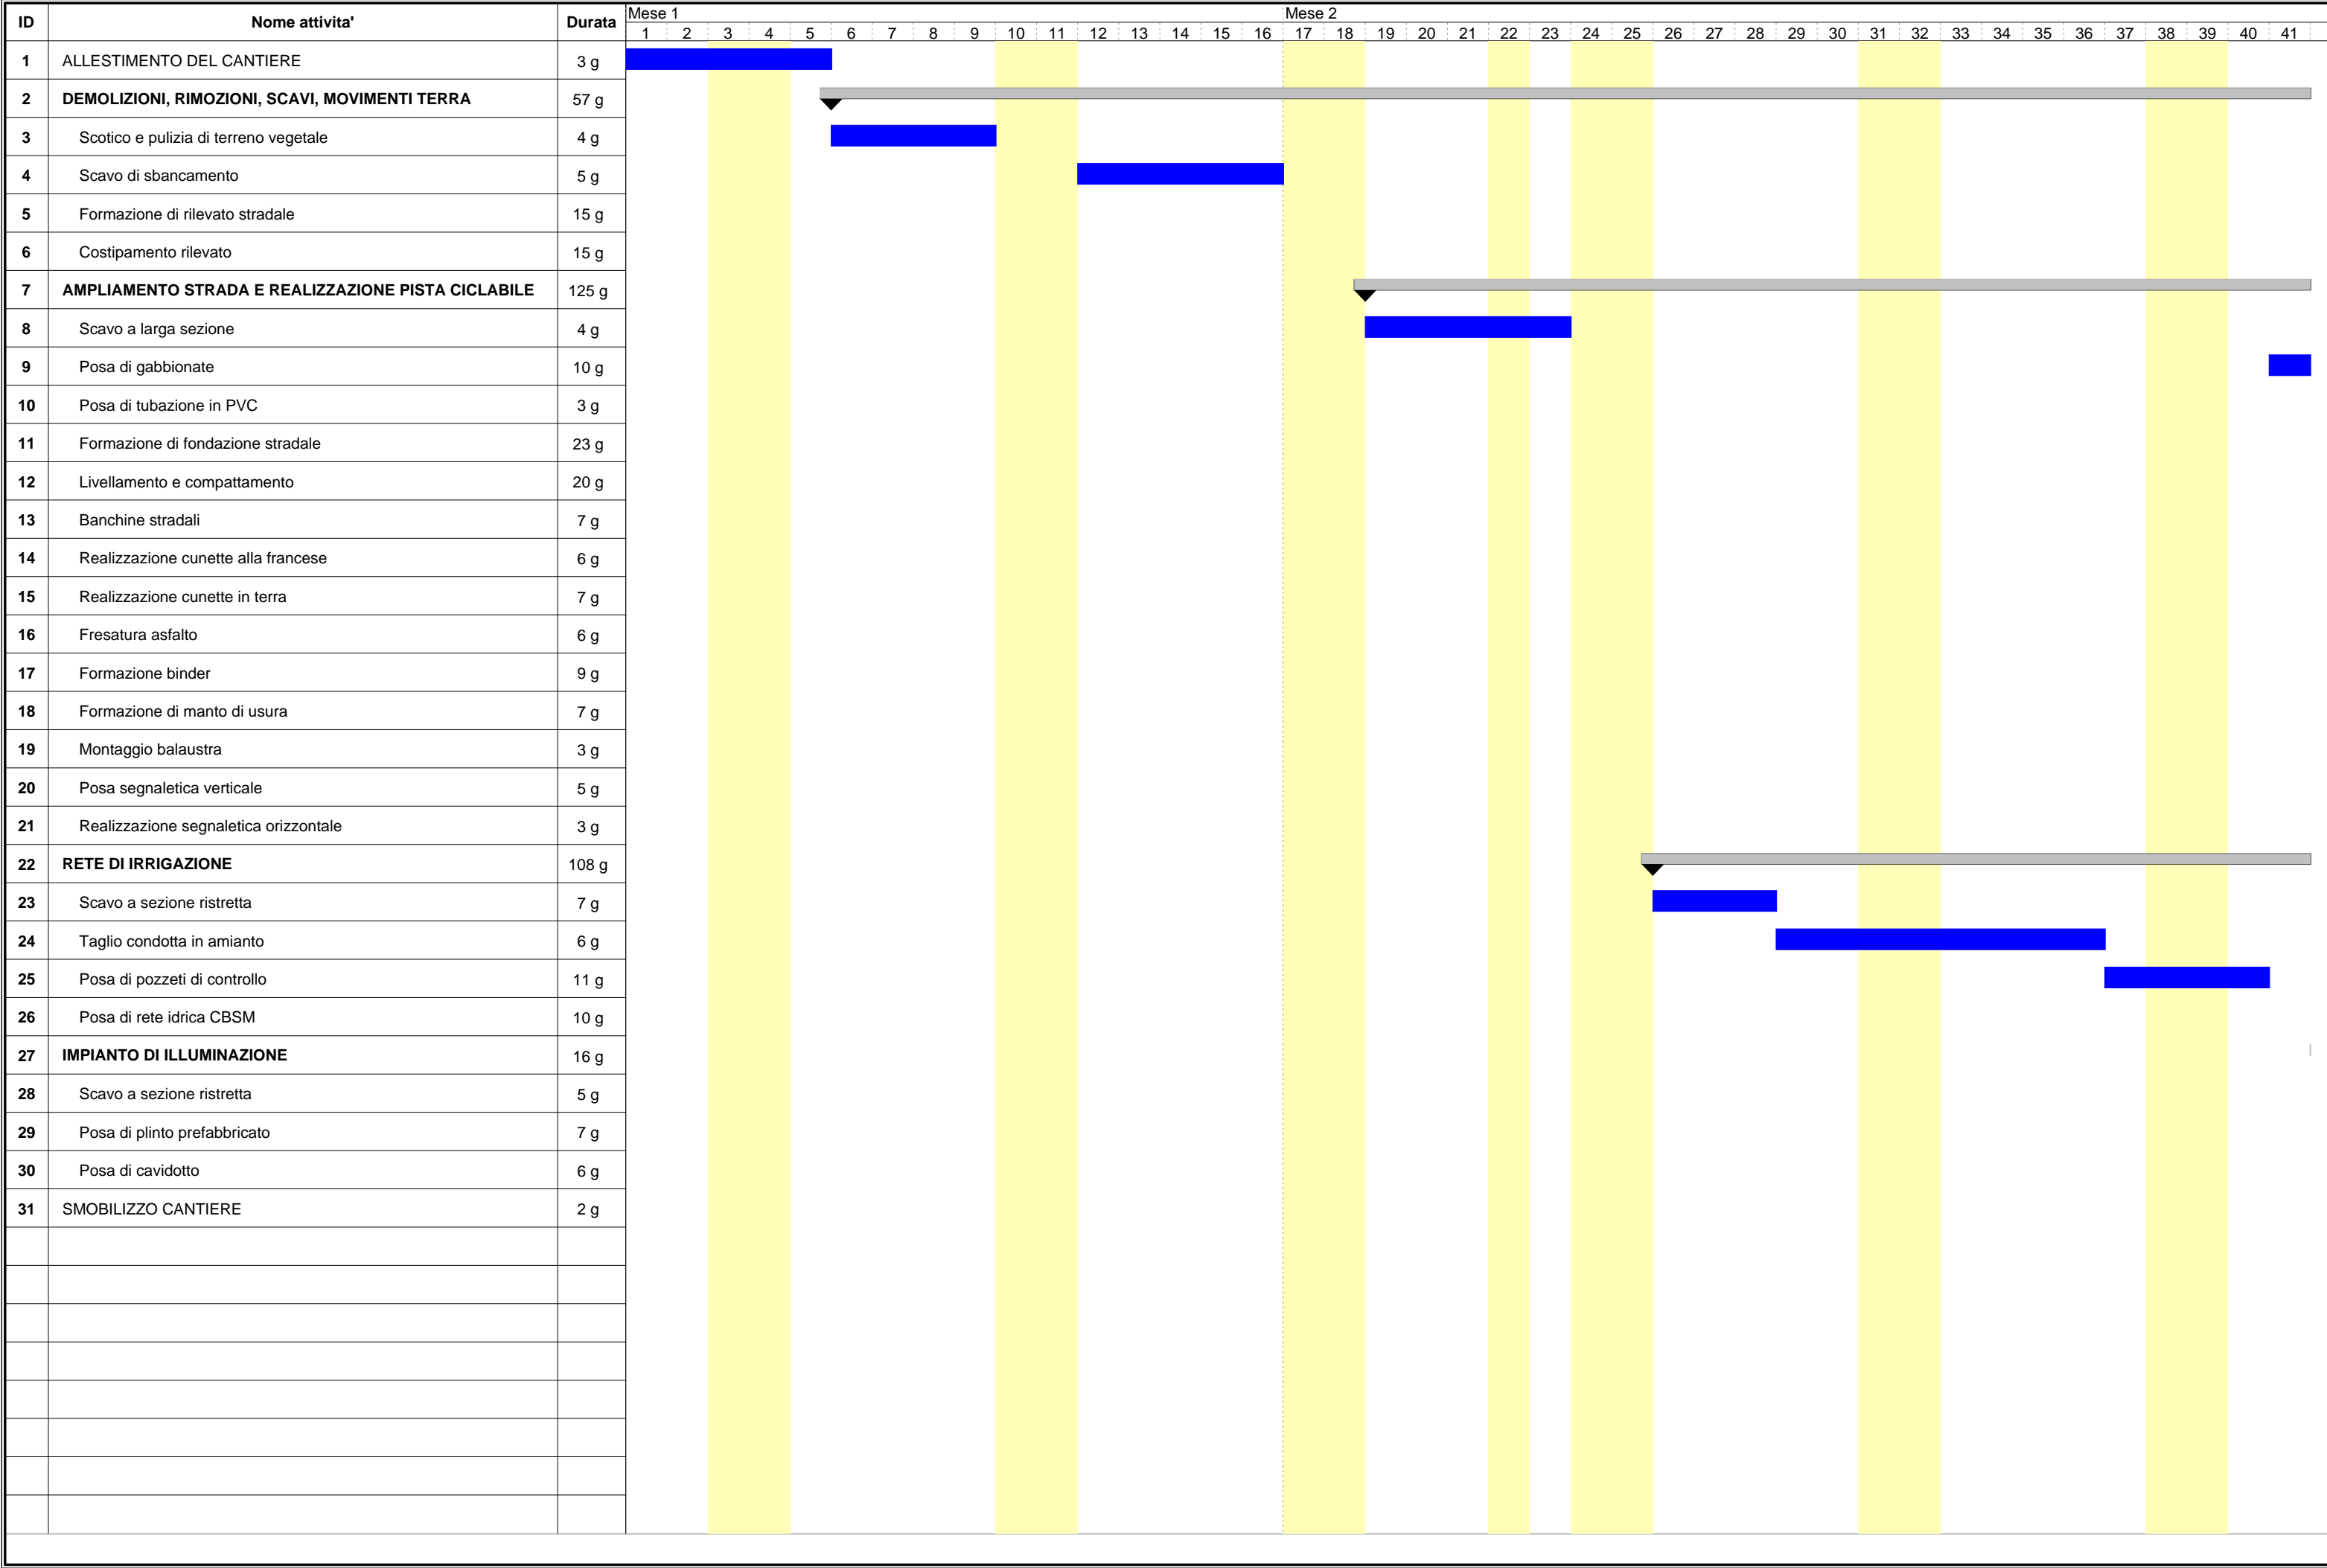 ID Nome attivita' Durata Mese 1 Mese 2
1 2 3 4 5 6 7 8 9 10 11 12 13 14 15 16 17 18 19 20 21 22 23 24 25 26 27 28 29 30 31 32 33 34 35 36 37 38 39 40 41
1 ALLESTIMENTO DEL CANTIERE 3 g
2 DEMOLIZIONI, RIMOZIONI, SCAVI, MOVIMENTI TERRA 57 g
3 Scotico e pulizia di terreno vegetale 4 g
4 Scavo di sbancamento 5 g
5 Formazione di rilevato stradale 15 g
6 Costipamento rilevato 15 g
7 AMPLIAMENTO STRADA E REALIZZAZIONE PISTA CICLABILE 125 g
8 Scavo a larga sezione 4 g
9 Posa di gabbionate 10 g
10 Posa di tubazione in PVC 3 g
11 Formazione di fondazione stradale 23 g
12 Livellamento e compattamento 20 g
13 Banchine stradali 7 g
14 Realizzazione cunette alla francese 6 g
15 Realizzazione cunette in terra 7 g
16 Fresatura asfalto 6 g
17 Formazione binder 9 g
18 Formazione di manto di usura 7 g
19 Montaggio balaustra 3 g
20 Posa segnaletica verticale 5 g
21 Realizzazione segnaletica orizzontale 3 g
22 RETE DI IRRIGAZIONE 108 g
23 Scavo a sezione ristretta 7 g
24 Taglio condotta in amianto 6 g
25 Posa di pozzeti di controllo 11 g
26 Posa di rete idrica CBSM 10 g
27 IMPIANTO DI ILLUMINAZIONE 16 g
28 Scavo a sezione ristretta 5 g
29 Posa di plinto prefabbricato 7 g
30 Posa di cavidotto 6 g
31 SMOBILIZZO CANTIERE 2 g